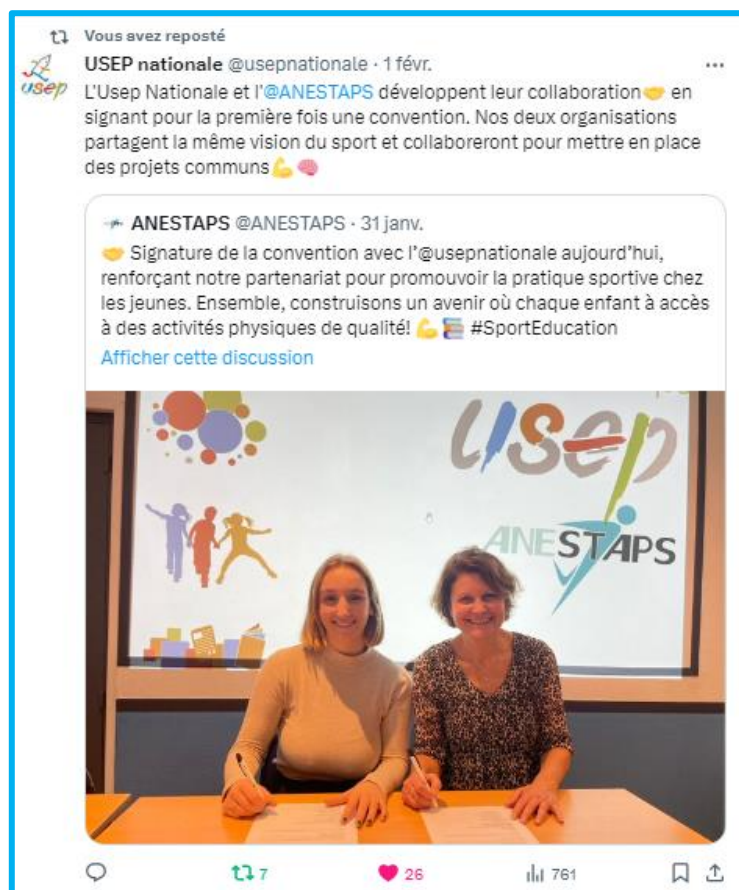 Vous avez reposté
USEP nationale @usepnationale · 1 févr.
usep
L'Usep Nationale et l'@ANESTAPS développent leur collaboration🤝 en
signant pour la première fois une convention. Nos deux organisations
partagent la même vision du sport et collaboreront pour mettre en place
des projets communs💪🧠
ANESTAPS @ANESTAPS · 31 janv.
🤝 Signature de la convention avec l'@usepnationale aujourd'hui,
renforçant notre partenariat pour promouvoir la pratique sportive chez
les jeunes. Ensemble, construisons un avenir où chaque enfant à accès
à des activités physiques de qualité! 💪📚 #SportEducation
Afficher cette discussion
usep
ANESTAPS
7
26
761